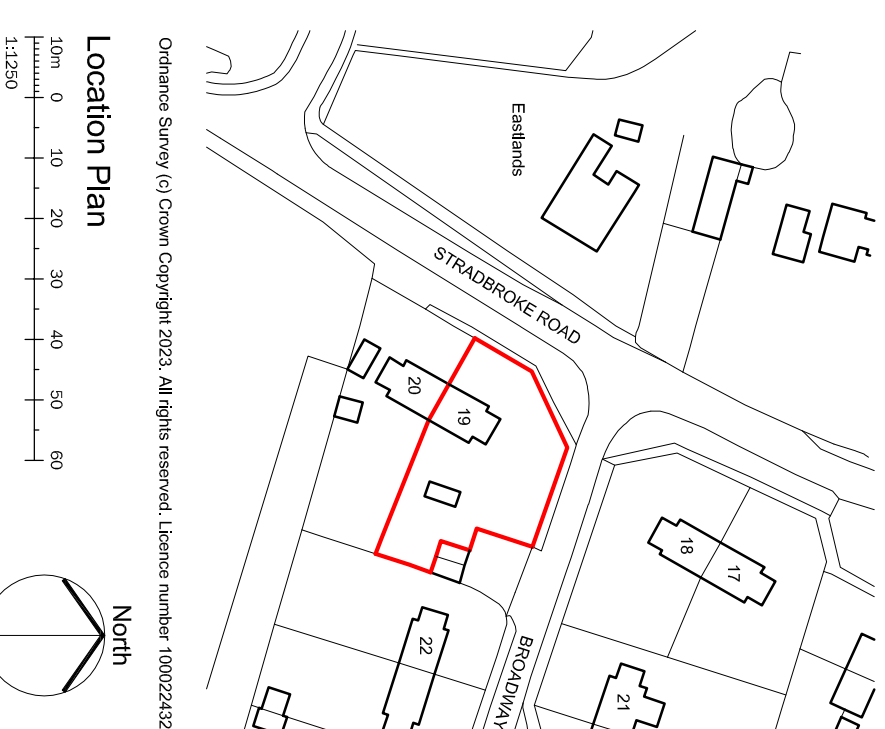 Eastlands
STRADBROKE ROAD
20
19
18
17
22
21
BROADWAY
Ordnance Survey (c) Crown Copyright 2023. All rights reserved. Licence number 100022432
Location Plan
10m 0 10 20 30 40 50 60
1:1250
North